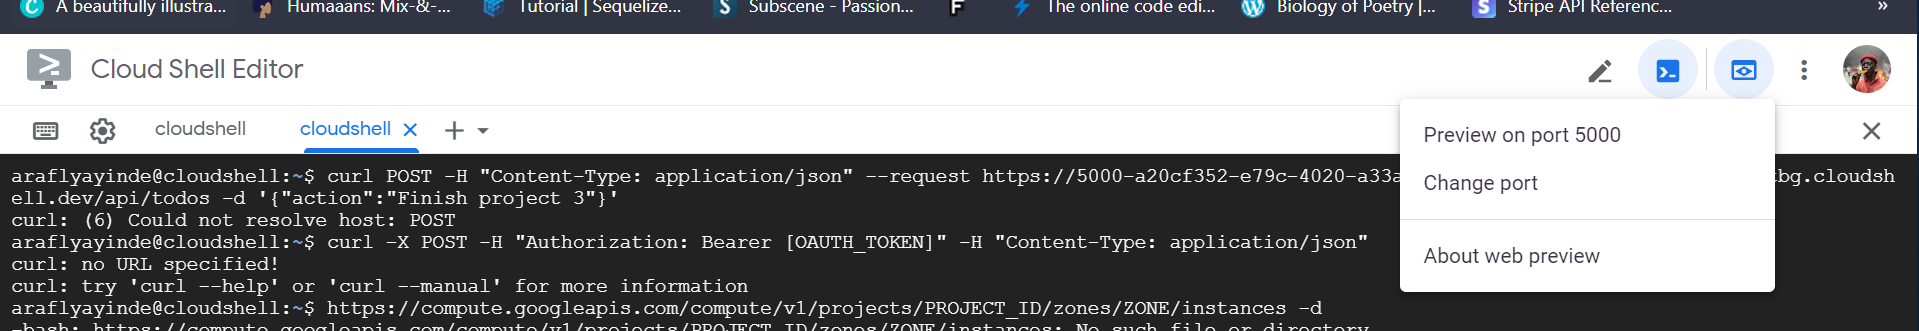 A beautifully illustra...
Humaaans: Mix-&-...
Tutorial | Sequelize...
Subscene - Passion...
The online code edi...
Biology of Poetry |...
Stripe API Referenc...
»
Cloud Shell Editor
cloudshell
cloudshell
Preview on port 5000
Change port
About web preview
araflyayinde@cloudshell:~$ curl POST -H "Content-Type: application/json" --request https://5000-a20cf352-e79c-4020-a33a
bg.cloudsh
ell.dev/api/todos -d '{"action":"Finish project 3"}'
curl: (6) Could not resolve host: POST
araflyayinde@cloudshell:~$ curl -X POST -H "Authorization: Bearer [OAUTH_TOKEN]" -H "Content-Type: application/json"
curl: no URL specified!
curl: try 'curl --help' or 'curl --manual' for more information
araflyayinde@cloudshell:~$ https://compute.googleapis.com/compute/v1/projects/PROJECT_ID/zones/ZONE/instances -d
-bash: https://compute.googleapis.com/compute/v1/projects/PROJECT_ID/zones/ZONE/instances: No such file or directory